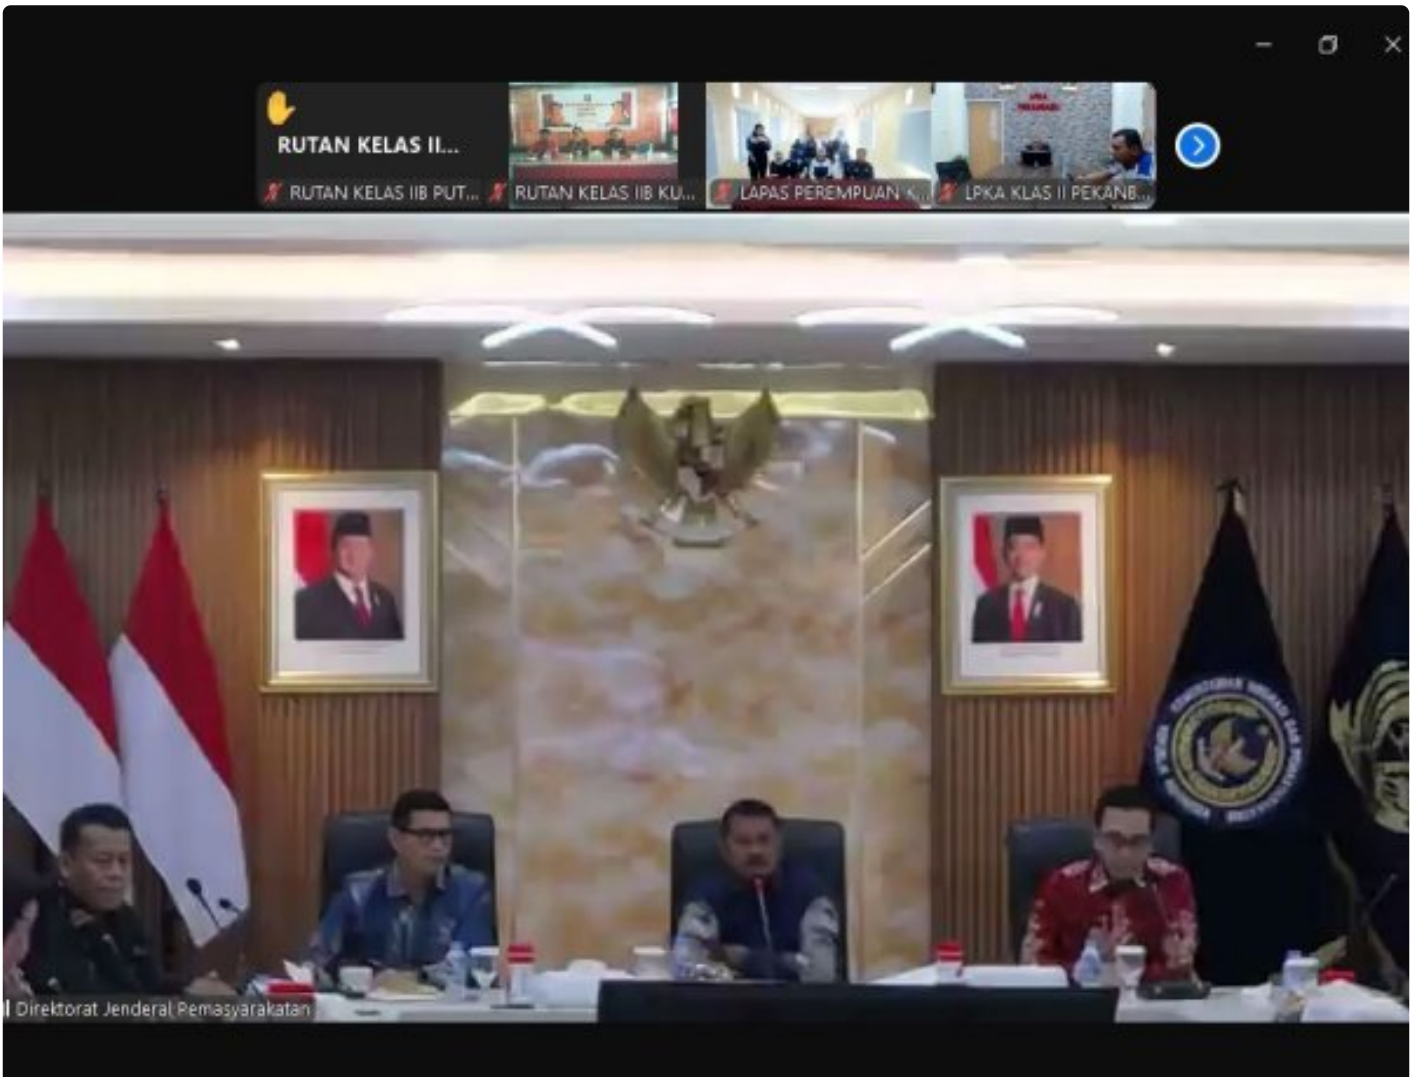 RUTAN KELAS II...
RUTAN KELAS IIB PUT...
RUTAN KELAS IIB KU...
LAPAS PEREMPUAN K...
LPKA KLAS II PEKANB...
Direktorat Jenderal Pemasyarakatan